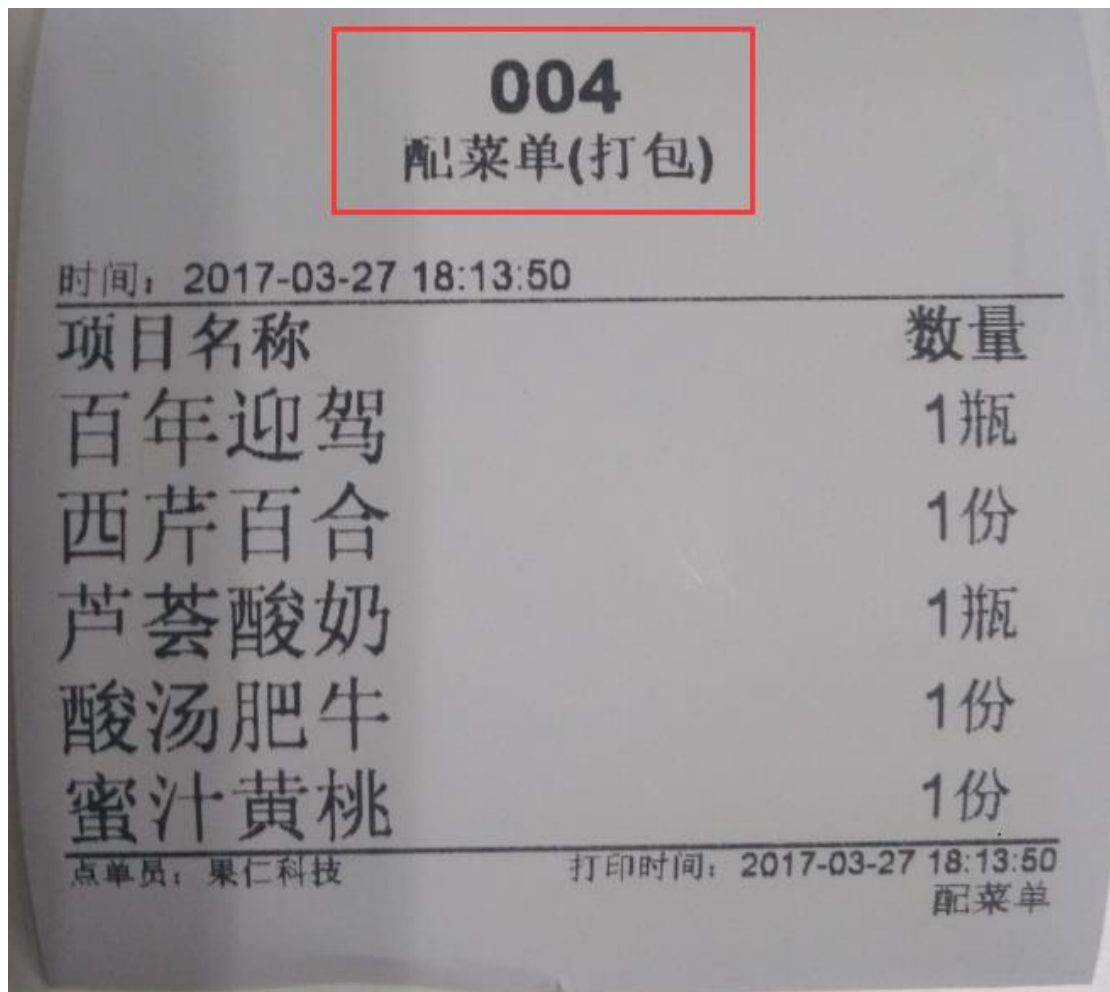 004
配菜单(打包)
时间：2017-03-27 18:13:50
项目名称 数量
百年迎驾 1瓶
西芹百合 1份
芦荟酸奶 1瓶
酸汤肥牛 1份
蜜汁黄桃 1份
点单员：果仁科技 打印时间：2017-03-27 18:13:50
配菜单